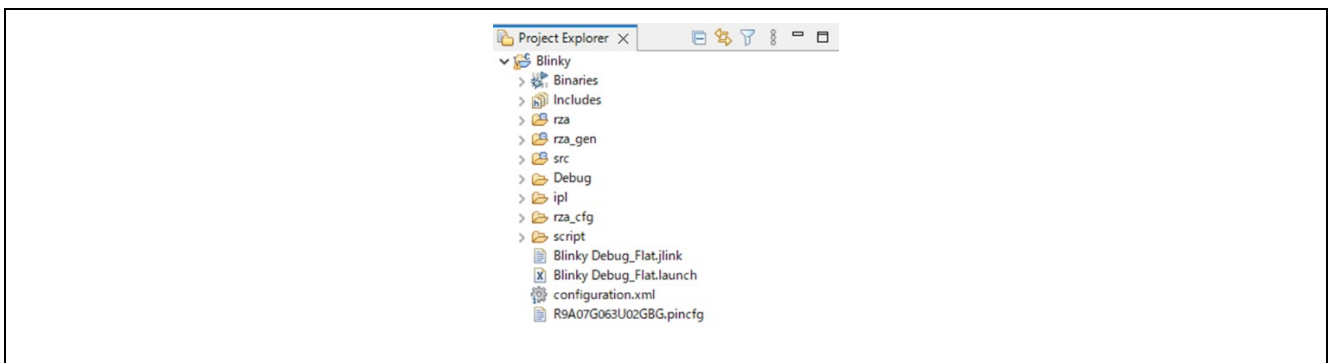 Project Explorer
Blinky
Binaries
Includes
rza
rza_gen
src
Debug
ipl
rza_cfg
script
Blinky Debug_Flat.jlink
Blinky Debug_Flat.launch
configuration.xml
R9A07G063U02GBG.pincfg